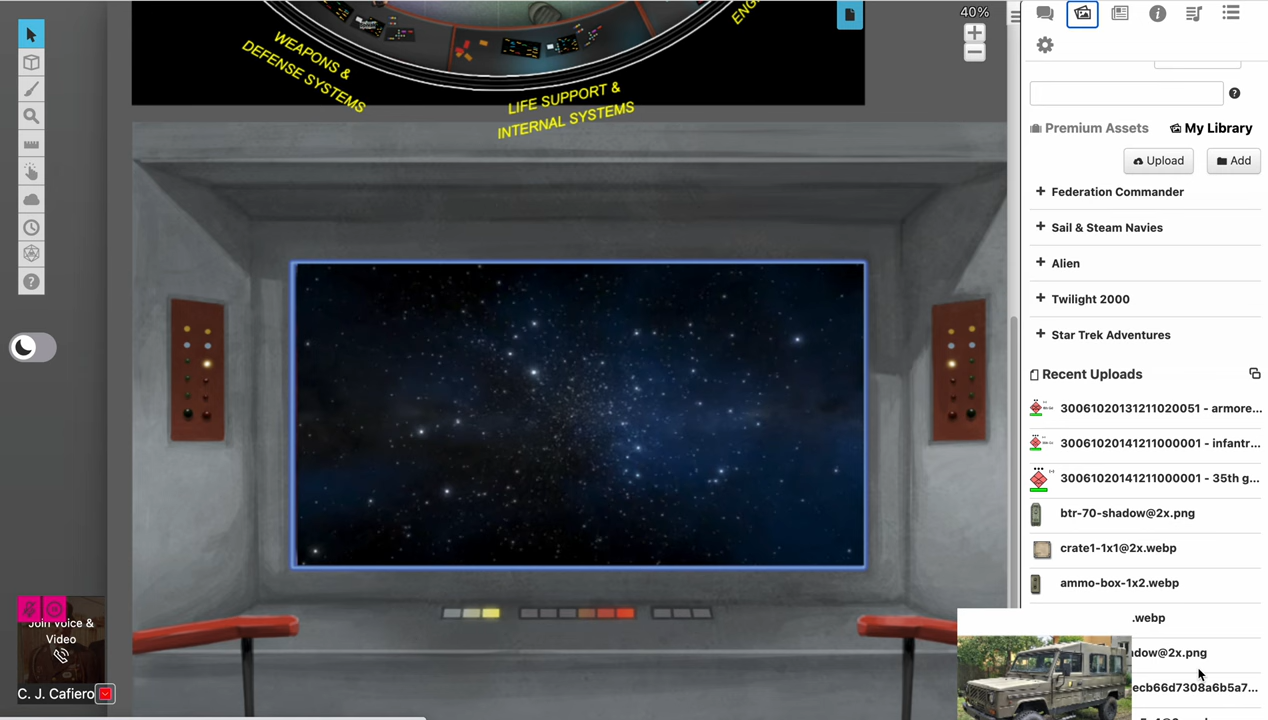 40%
WEAPONS &
DEFENSE SYSTEMS
LIFE SUPPORT &
INTERNAL SYSTEMS
Premium Assets
My Library
Upload
Add
Federation Commander
Sail & Steam Navies
Alien
Twilight 2000
Star Trek Adventures
Recent Uploads
30061020131211020051 - armore...
30061020141211000001 - infantr...
30061020141211000001 - 35th g...
btr-70-shadow@2x.png
crate1-1x1@2x.webp
ammo-box-1x2.webp
.webp
dow@2x.png
ecb66d7308a6b5a7...
Join Voice &
Video
C. J. Cafiero